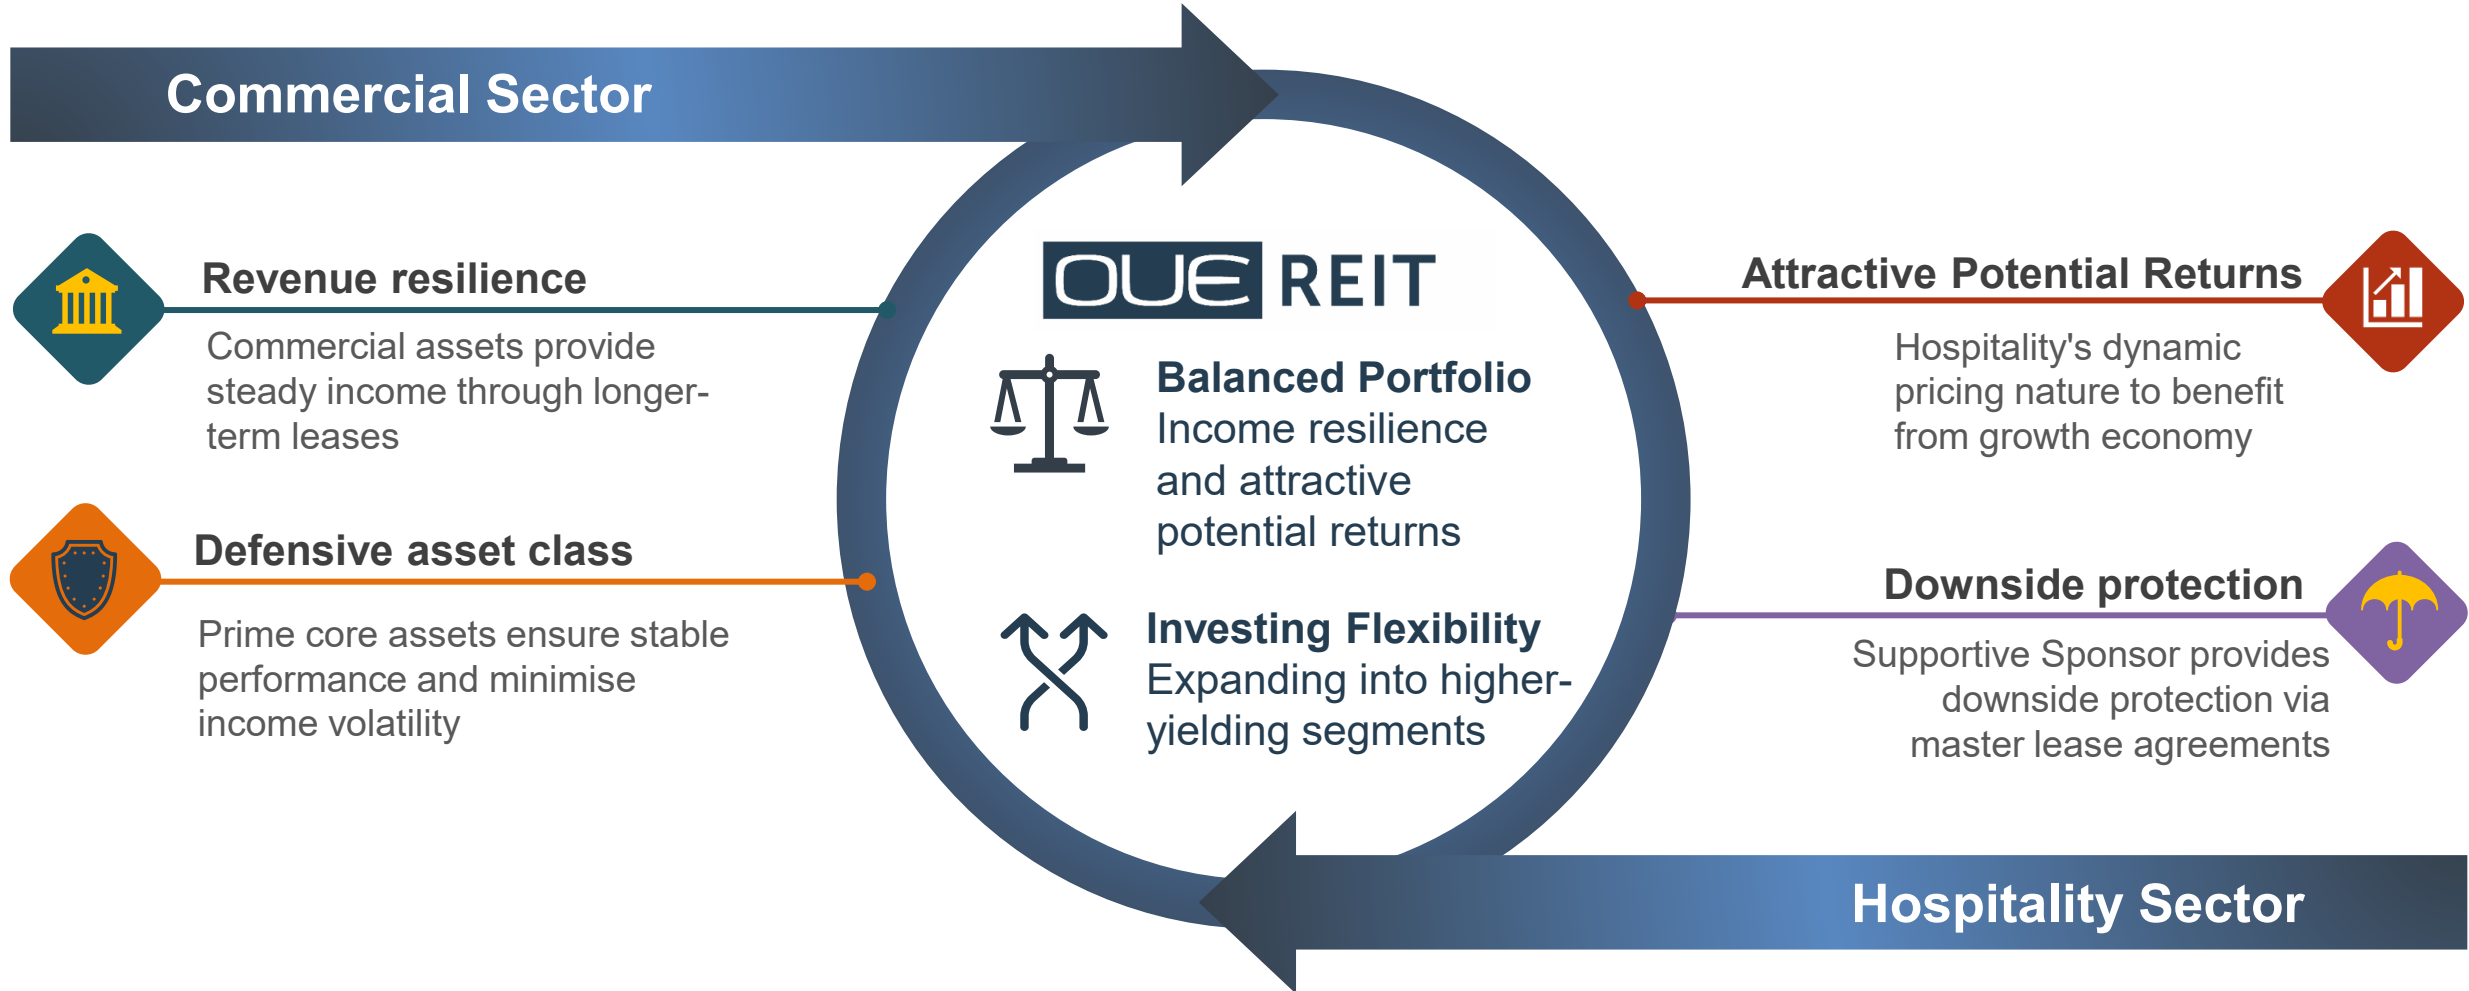 Commercial Sector
Revenue resilience
Commercial assets provide
steady income through longer-
term leases
Defensive asset class
Prime core assets ensure stable
performance and minimise
income volatility
OUE REIT
Balanced Portfolio
Income resilience
and attractive
potential returns
Investing Flexibility
Expanding into higher-
yielding segments
Attractive Potential Returns
Hospitality's dynamic
pricing nature to benefit
from growth economy
Downside protection
Supportive Sponsor provides
downside protection via
master lease agreements
Hospitality Sector